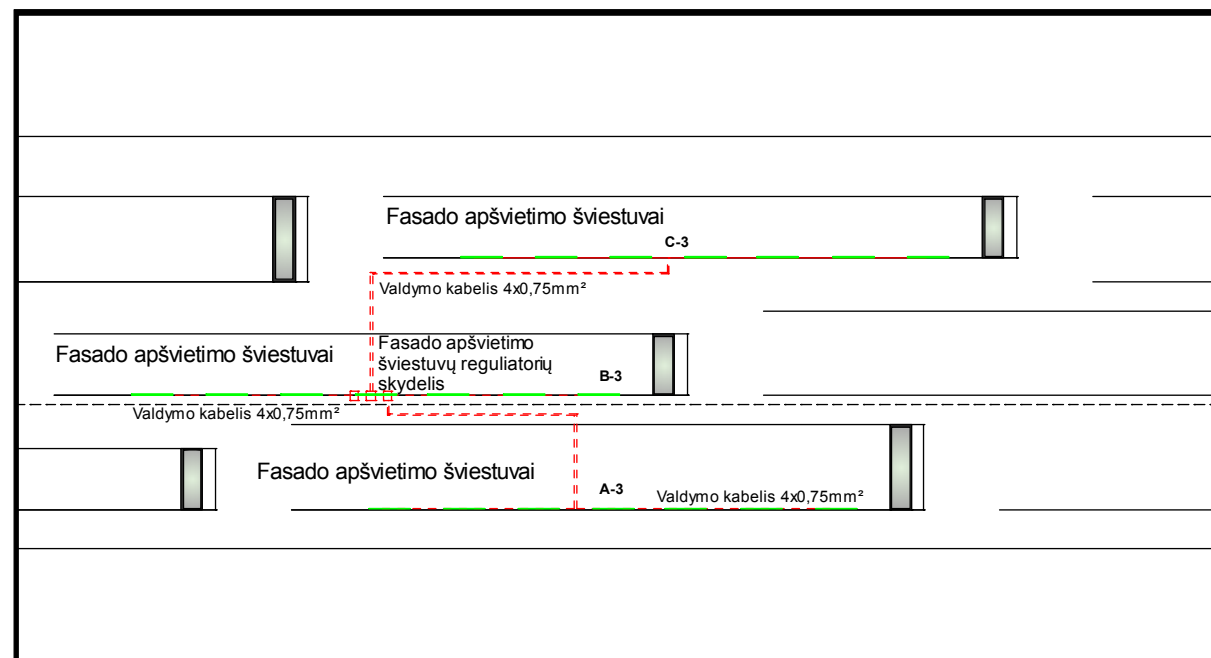 Fasado apšvietimo šviestuvai
C-3
Valdymo kabelis 4x0,75mm²
Fasado apšvietimo šviestuvai
Fasado apšvietimo
šviestuvų reguliatorių
skydelis
B-3
Valdymo kabelis 4x0,75mm²
Fasado apšvietimo šviestuvai
A-3
Valdymo kabelis 4x0,75mm²